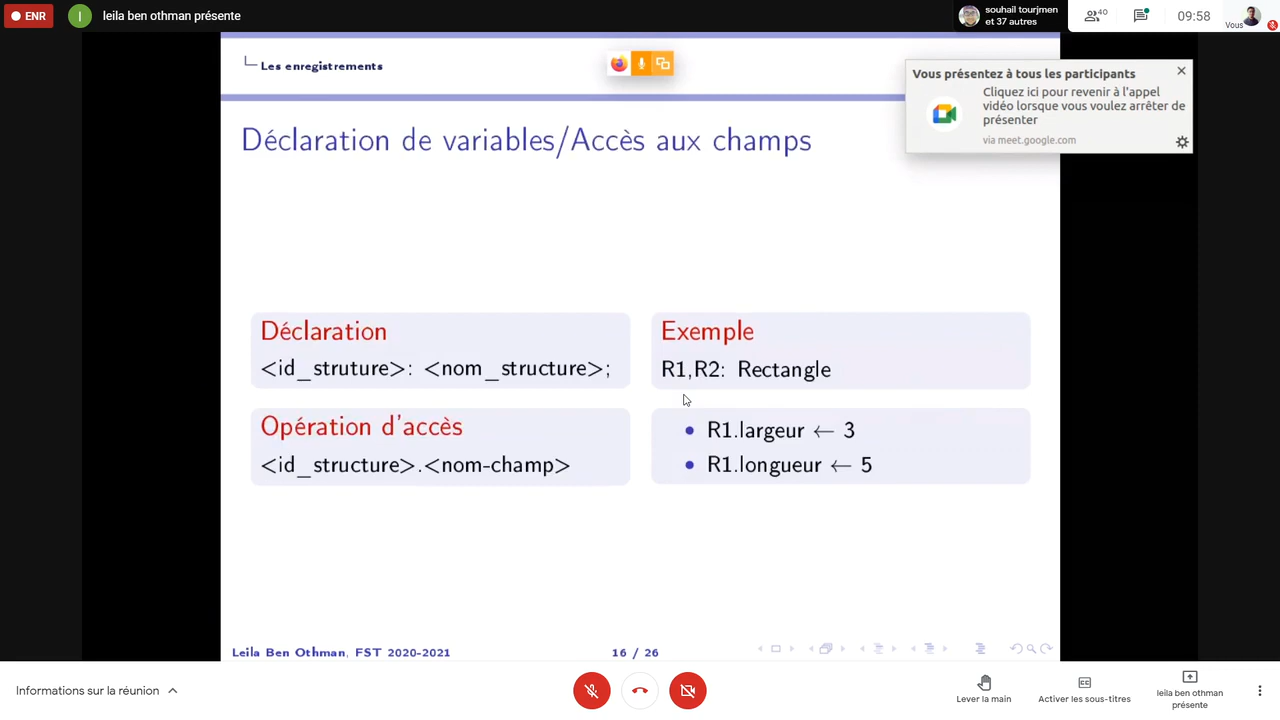 ENR
l
leila ben othman présente
souhail tourjmen
et 37 autres
40
09:58
Vous
Les enregistrements
Vous présentez à tous les participants
Cliquez ici pour revenir à l'appel
vidéo lorsque vous voulez arrêter de
présenter
via meet.google.com
Déclaration de variables/Accès aux champs
Déclaration
<id_struture>: <nom_structure>;
Exemple
R1,R2: Rectangle
Opération d'accès
<id_structure>.<nom-champ>
• R1.largeur ← 3
• R1.longueur ← 5
Leila Ben Othman, FST 2020-2021
16 / 26
Informations sur la réunion
Lever la main
Activer les sous-titres
leila ben othman
présente